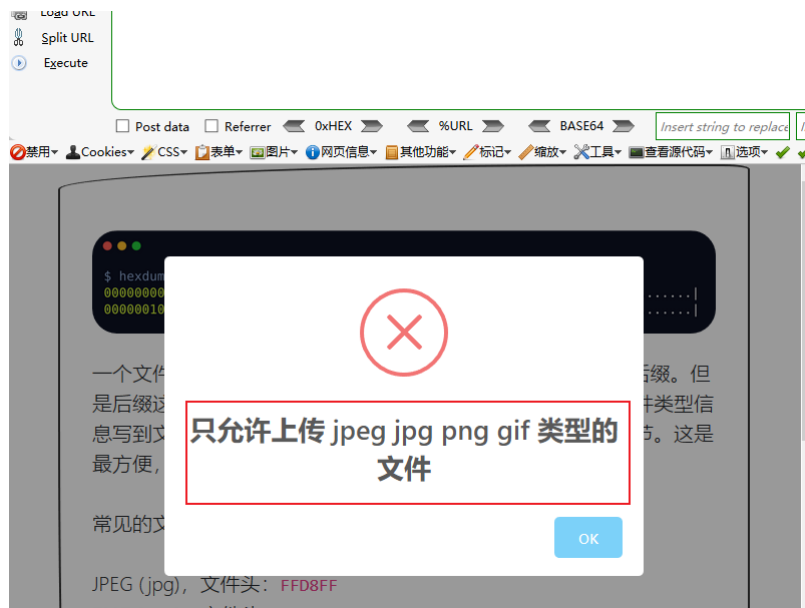 Load URL
Split URL
Execute
Post data Referrer 0xHEX %URL BASE64 Insert string to replace
禁用 Cookies CSS 表单 图片 网页信息 其他功能 标记 缩放 工具 查看源代码 选项
$ hexdum
00000000 ......|
00000010 ......|
一个文件 后缀。但
是后缀这 件类型信
息写到文 节。这是
最方便，
只允许上传 jpeg jpg png gif 类型的
文件
常见的文
OK
JPEG (jpg)，文件头：FFD8FF